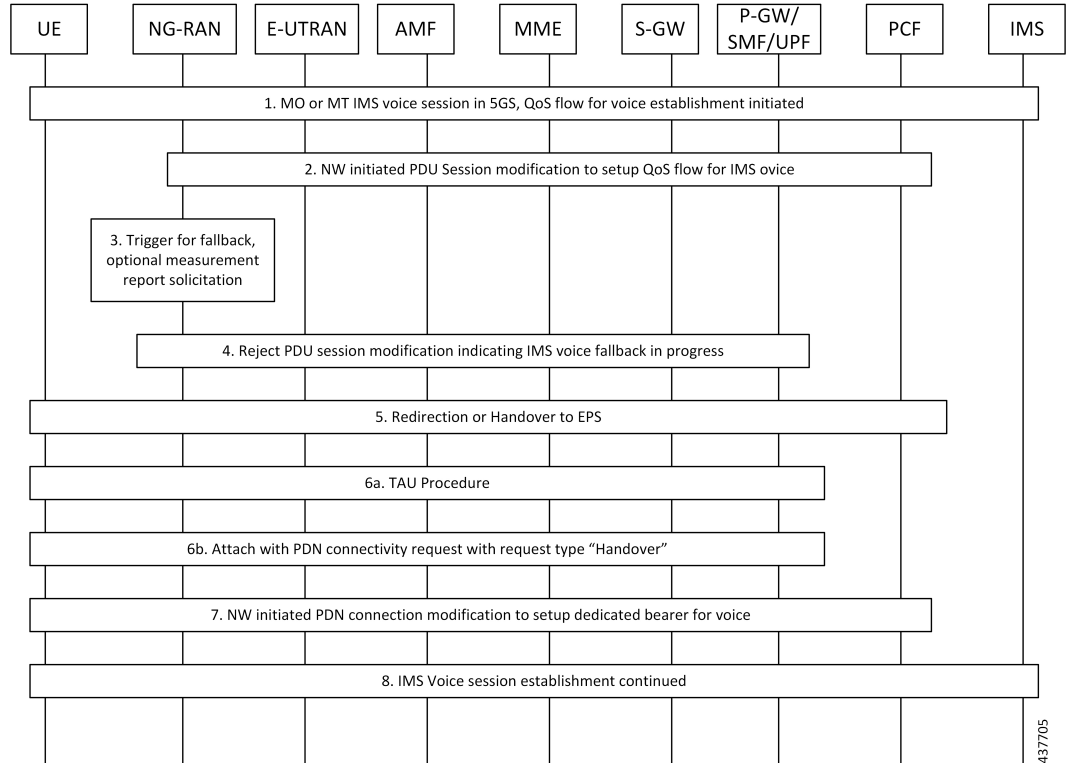 UE
NG-RAN
E-UTRAN
AMF
MME
S-GW
P-GW/
SMF/UPF
PCF
IMS
1. MO or MT IMS voice session in 5GS, QoS flow for voice establishment initiated
2. NW initiated PDU Session modification to setup QoS flow for IMS ovice
3. Trigger for fallback,
optional measurement
report solicitation
4. Reject PDU session modification indicating IMS voice fallback in progress
5. Redirection or Handover to EPS
6a. TAU Procedure
6b. Attach with PDN connectivity request with request type “Handover”
7. NW initiated PDN connection modification to setup dedicated bearer for voice
8. IMS Voice session establishment continued
437705